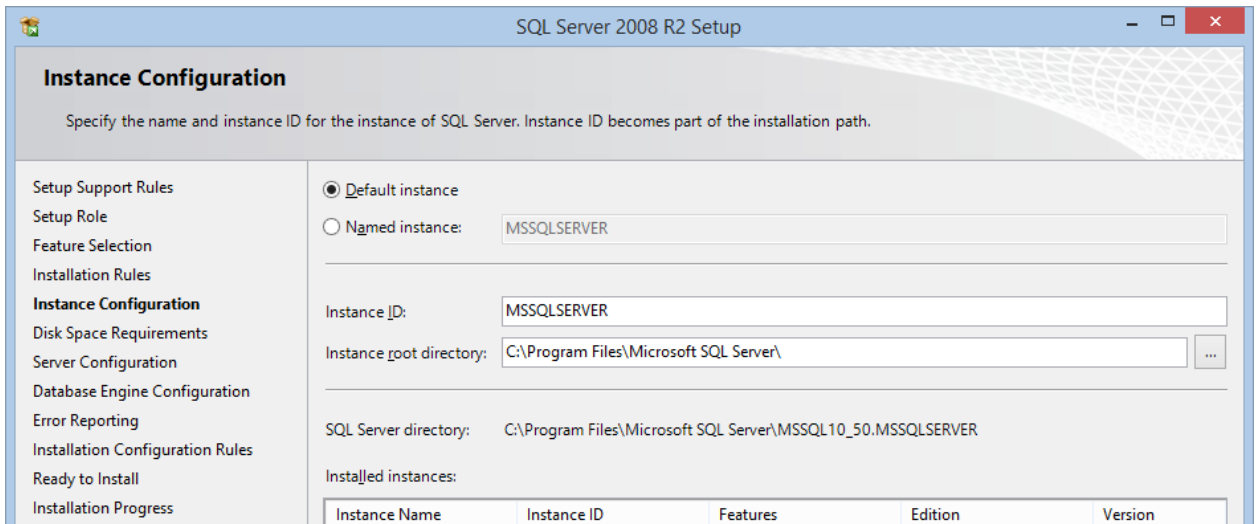 SQL Server 2008 R2 Setup
Instance Configuration
Specify the name and instance ID for the instance of SQL Server. Instance ID becomes part of the installation path.
Setup Support Rules
Setup Role
Feature Selection
Installation Rules
Instance Configuration
Disk Space Requirements
Server Configuration
Database Engine Configuration
Error Reporting
Installation Configuration Rules
Ready to Install
Installation Progress
Default instance
Named instance: MSSQLSERVER
Instance ID: MSSQLSERVER
Instance root directory: C:\Program Files\Microsoft SQL Server\ ...
SQL Server directory: C:\Program Files\Microsoft SQL Server\MSSQL10_50.MSSQLSERVER
Installed instances:
Instance Name Instance ID Features Edition Version